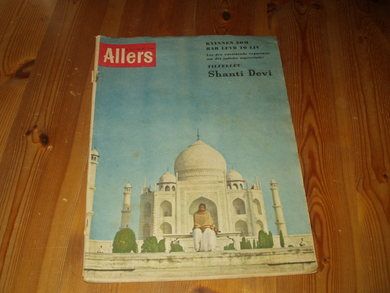 Allers
KVINNEN SOM
HAR LEVD TO LIV
TILFELLET
Shanti Devi